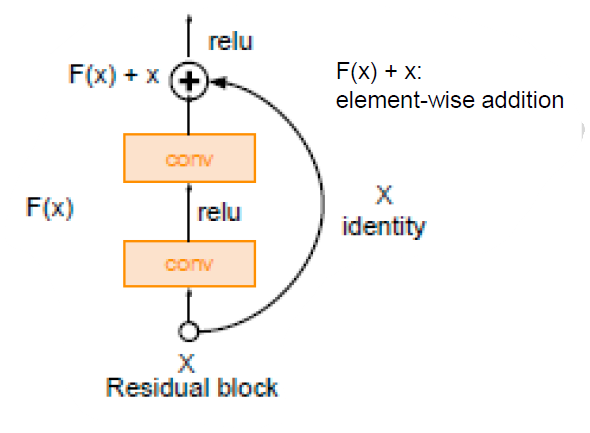 relu
F(x) + x
F(x) + x:
element-wise addition
conv
F(x)
relu
X
identity
conv
X
Residual block